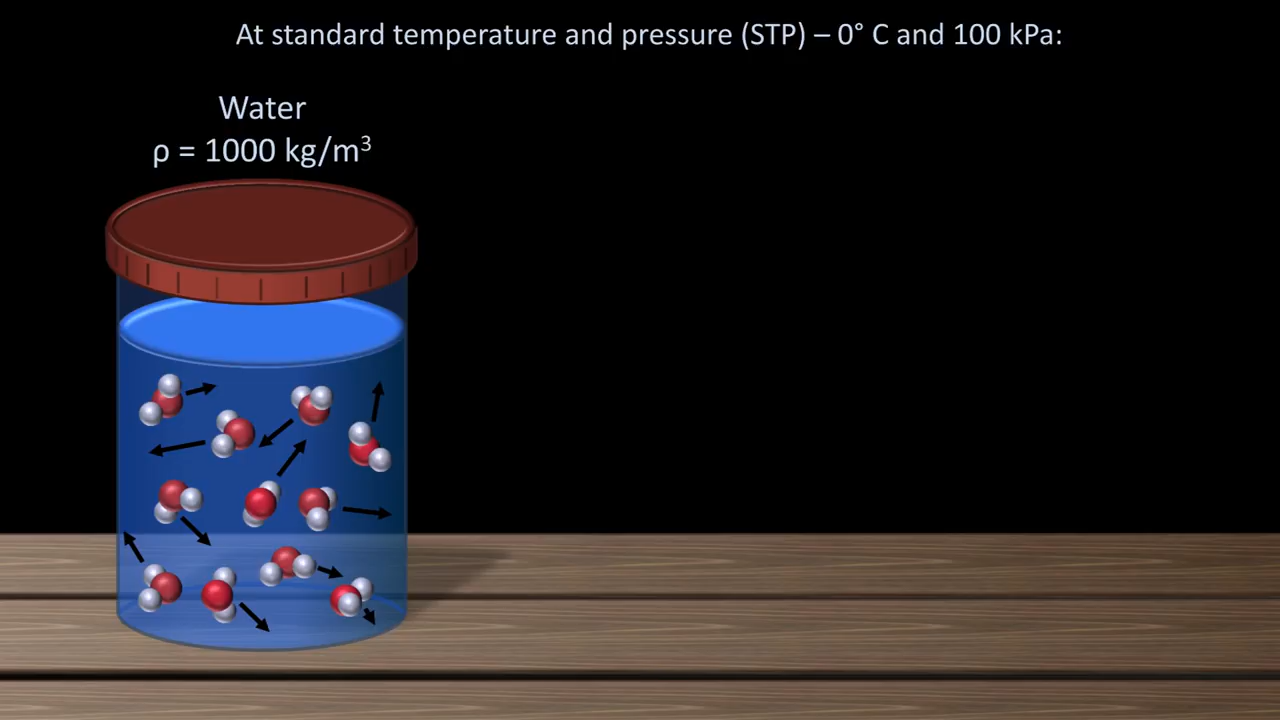 At standard temperature and pressure (STP) – 0° C and 100 kPa:
Water
ρ = 1000 kg/m³